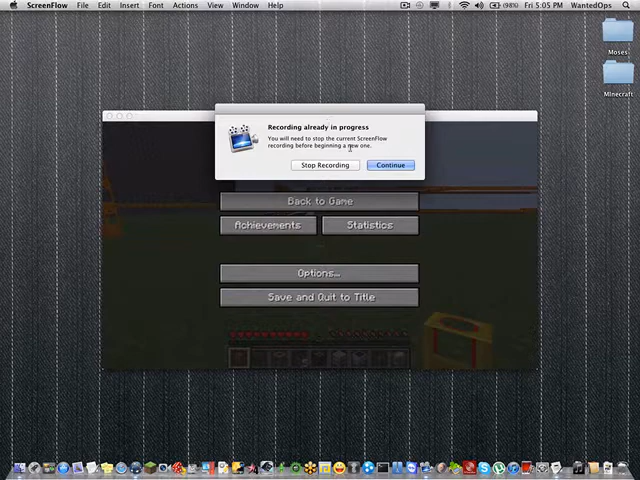 ScreenFlow File Edit Insert Font Actions View Window Help (98%) Fri 5:05 PM WantedOps
Moses
Minecraft
Recording already in progress
You will need to stop the current ScreenFlow
recording before beginning a new one.
Stop Recording Continue
Back to Game
Achievements Statistics
Options...
Save and Quit to Title